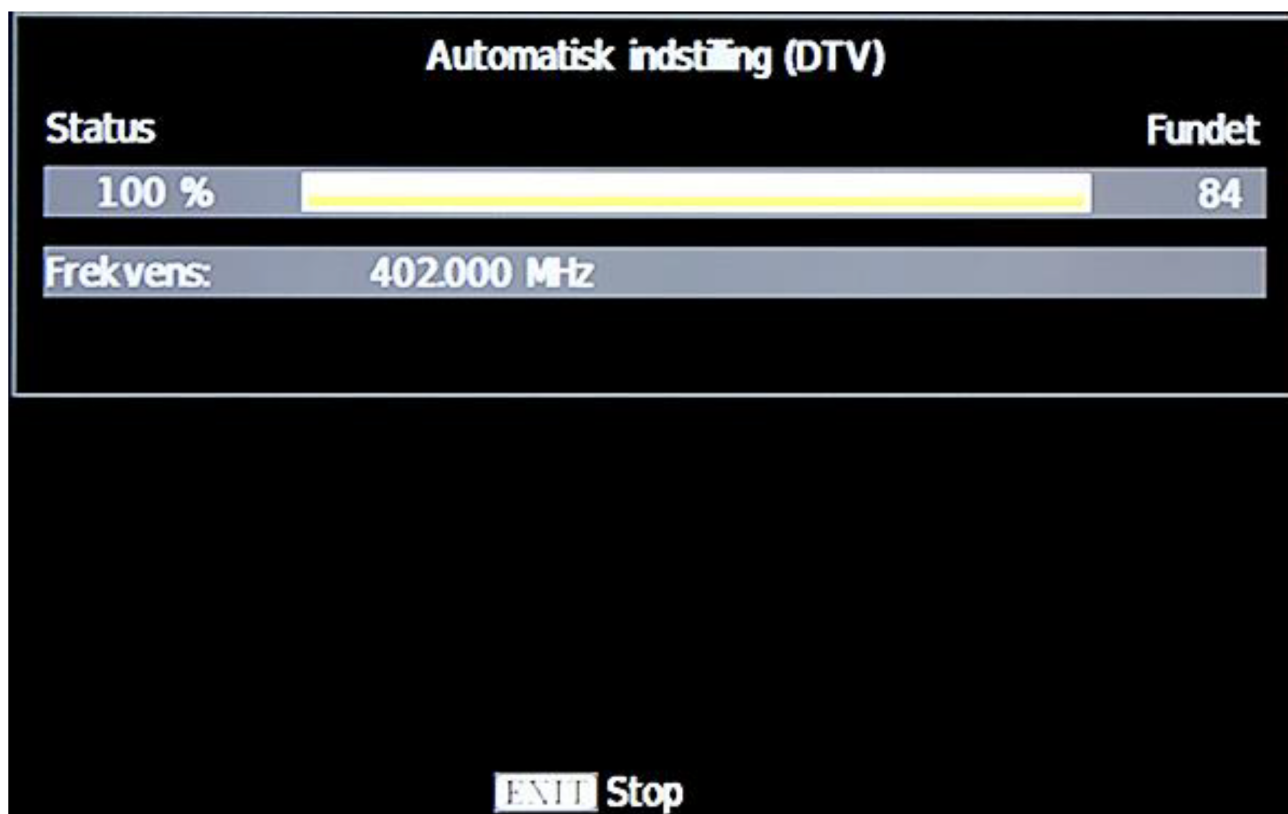 Automatisk indstilling (DTV)
Status Fundet
100 % 84
Frekvens: 402.000 MHz
EXIT Stop